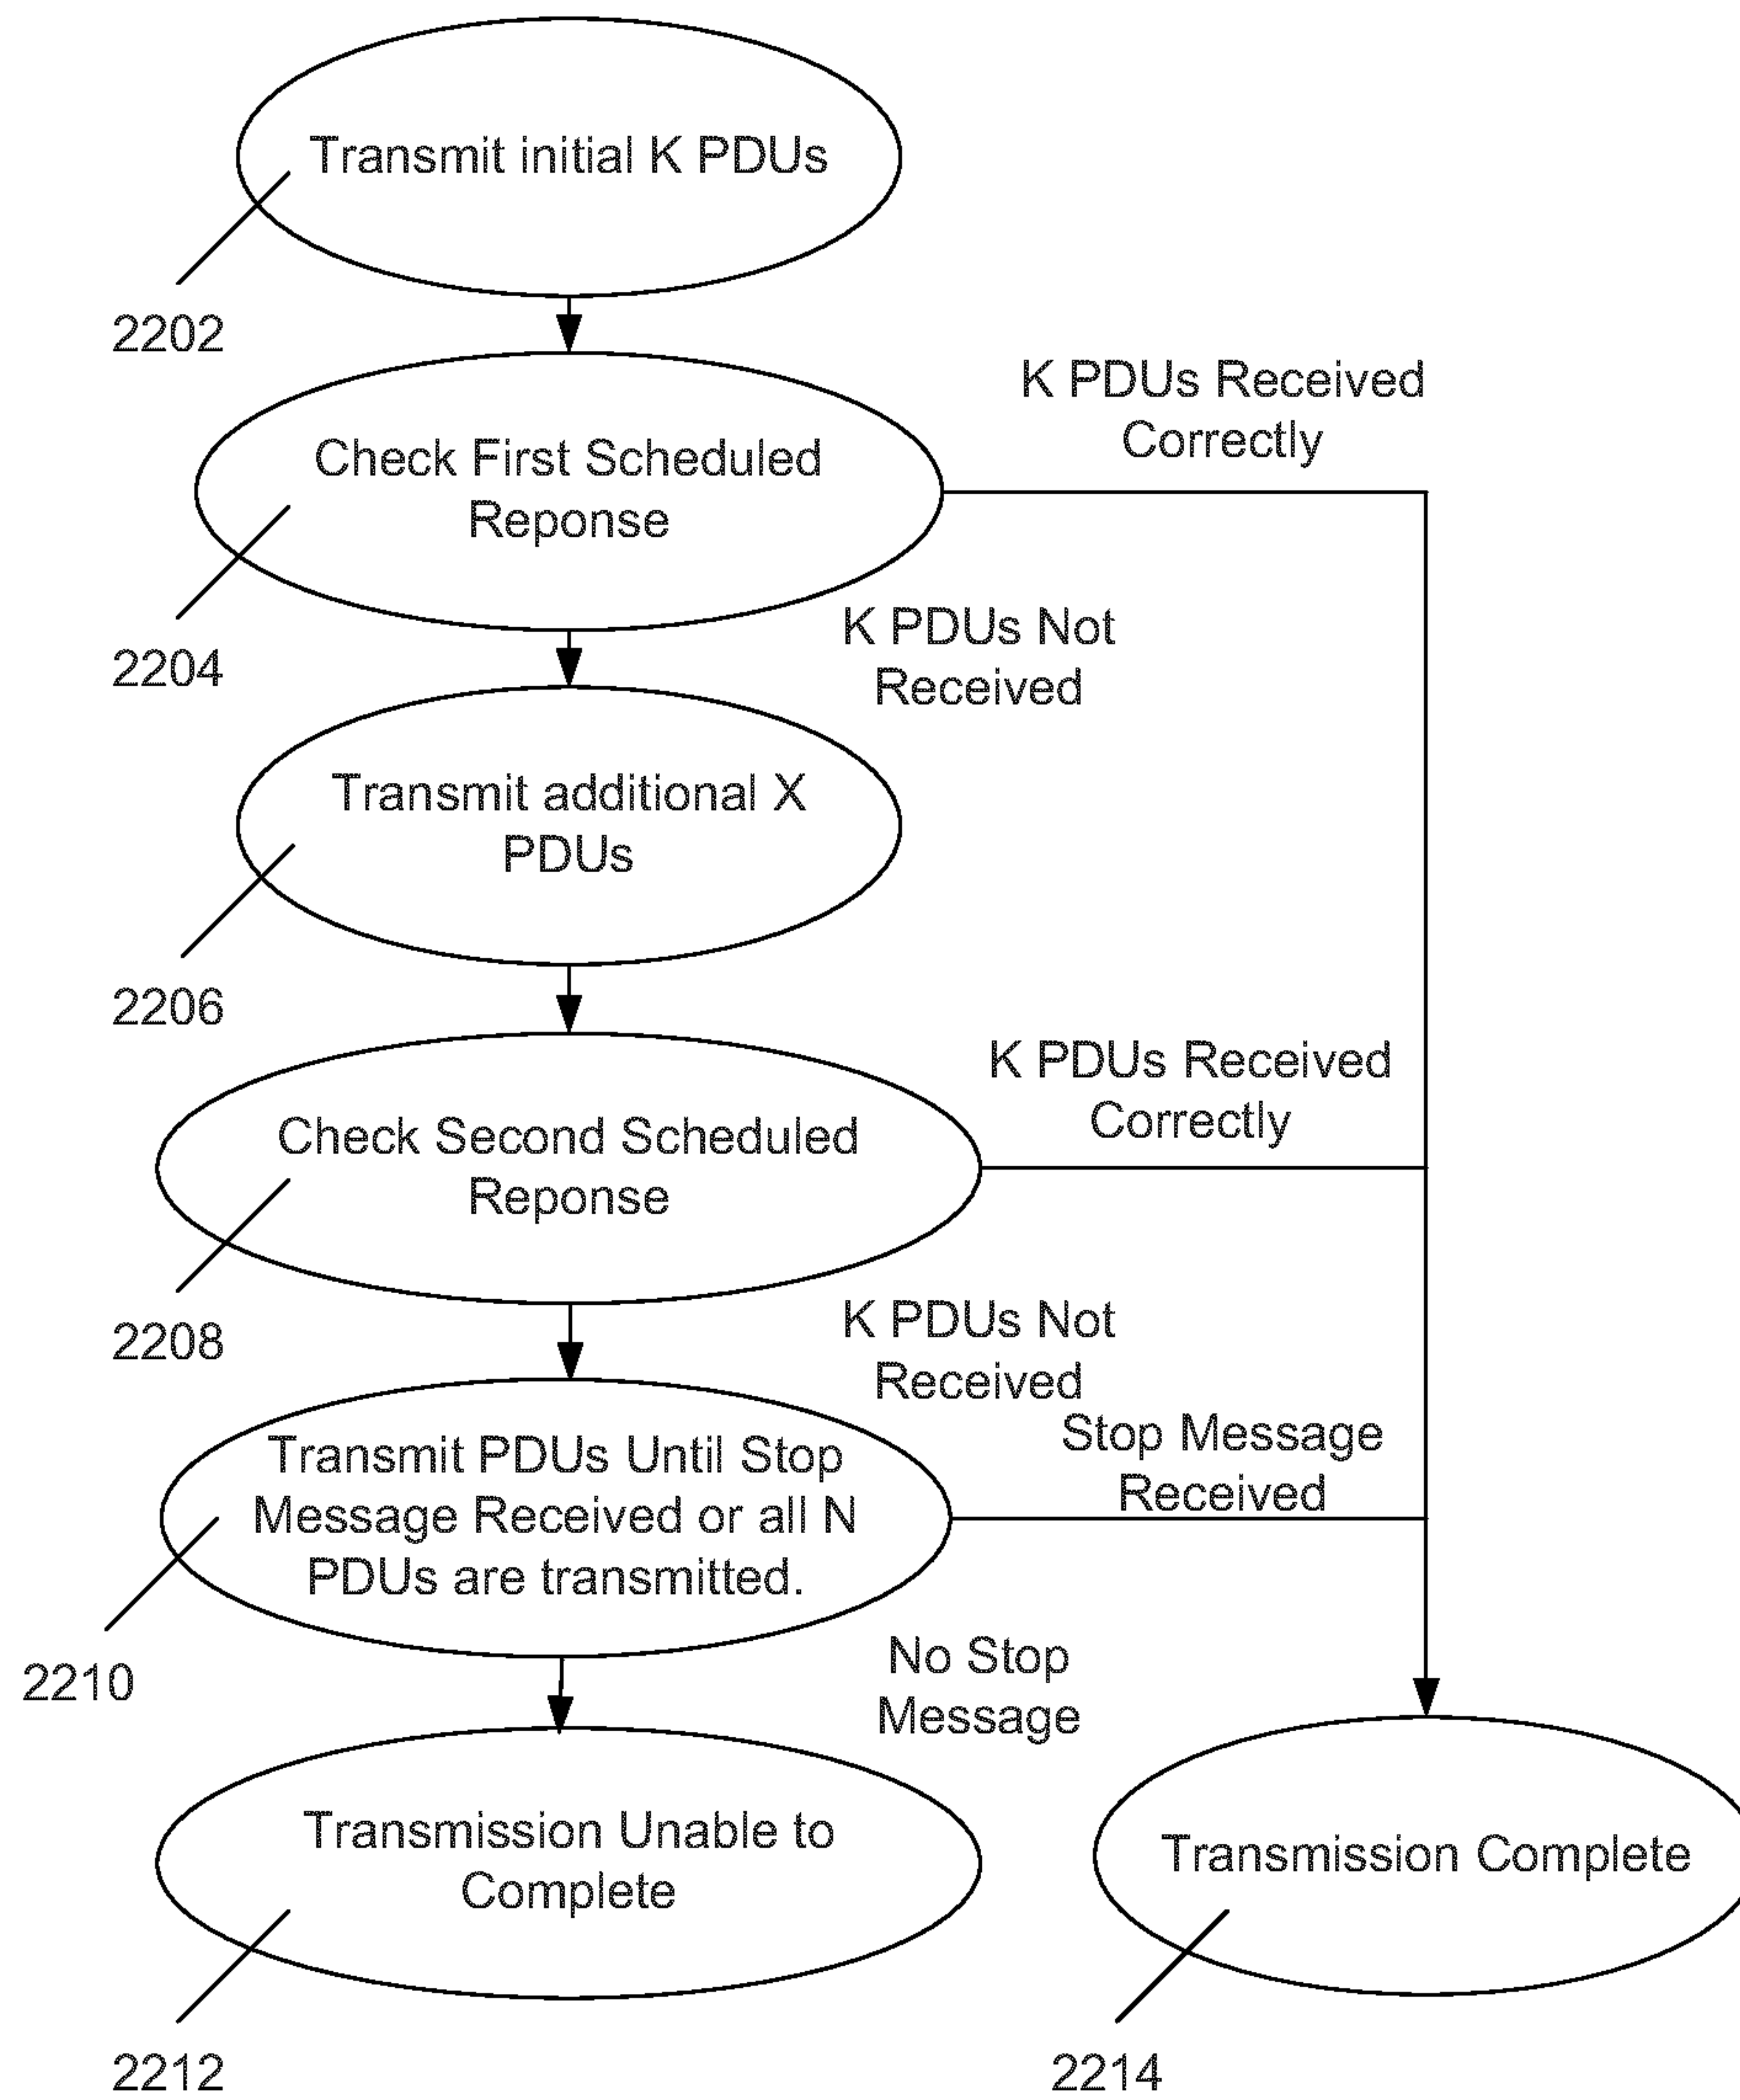 Transmit initial K PDUs
2202
K PDUs Received
Correctly
Check First Scheduled
Reponse
2204
K PDUs Not
Received
Transmit additional X
PDUs
2206
K PDUs Received
Correctly
Check Second Scheduled
Reponse
2208
K PDUs Not
Received
Stop Message
Received
Transmit PDUs Until Stop
Message Received or all N
PDUs are transmitted.
2210
No Stop
Message
Transmission Unable to
Complete
2212
Transmission Complete
2214